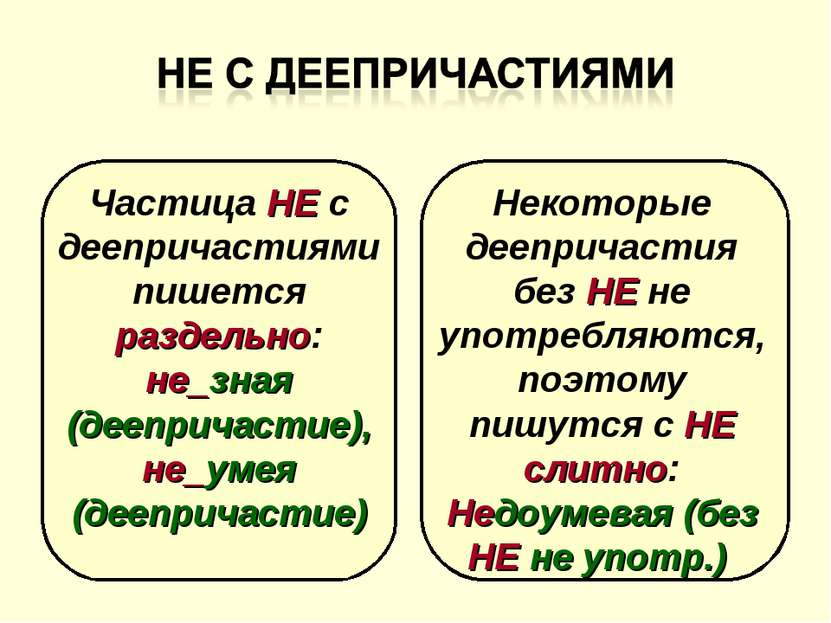 НЕ С ДЕЕПРИЧАСТИЯМИ
Частица НЕ с
деепричастиями
пишется
раздельно:
не_зная
(деепричастие),
не_умея
(деепричастие)
Некоторые
деепричастия
без НЕ не
употребляются,
поэтому
пишутся с НЕ
слитно:
Недоумевая (без
НЕ не употр.)